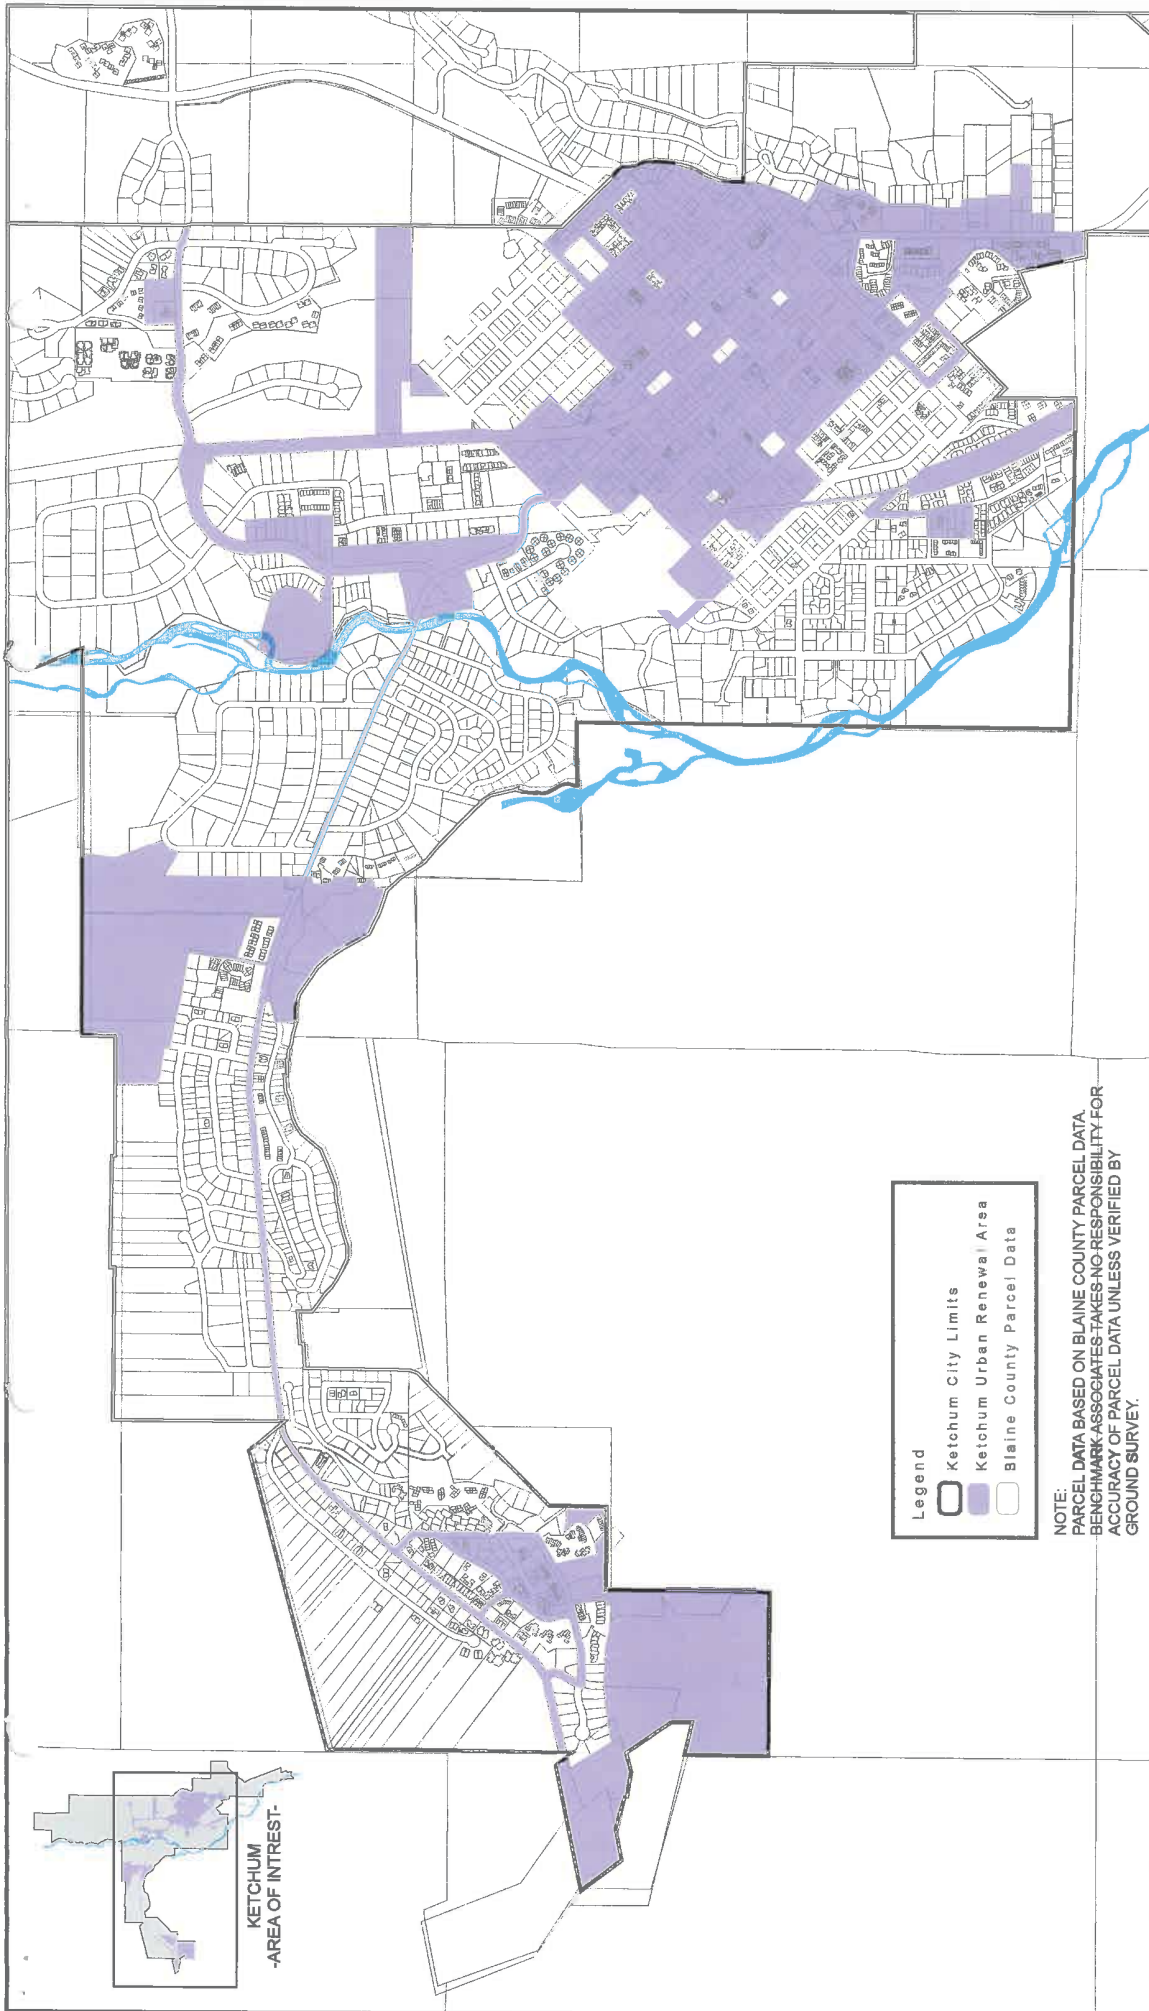 KETCHUM
-AREA OF INTREST-
Legend
Ketchum City Limits
Ketchum Urban Renewal Area
Blaine County Parcel Data
NOTE:
PARCEL DATA BASED ON BLAINE COUNTY PARCEL DATA.
BENCHMARK ASSOCIATES TAKES NO RESPONSIBILITY FOR
ACCURACY OF PARCEL DATA UNLESS VERIFIED BY
GROUND SURVEY.